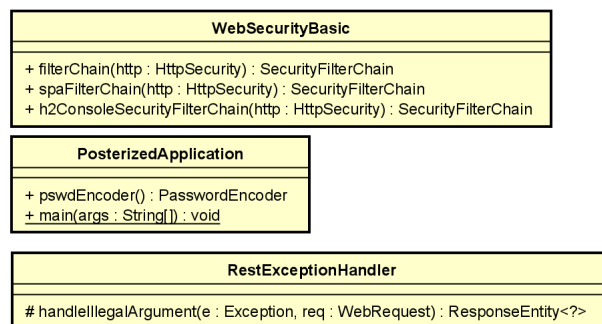 WebSecurityBasic
+ filterChain(http : HttpSecurity) : SecurityFilterChain
+ spaFilterChain(http : HttpSecurity) : SecurityFilterChain
+ h2ConsoleSecurityFilterChain(http : HttpSecurity) : SecurityFilterChain
PosterizedApplication
+ pswdEncoder() : PasswordEncoder
+ main(args : String[]) : void
RestExceptionHandler
# handleIllegalArgument(e : Exception, req : WebRequest) : ResponseEntity<?>